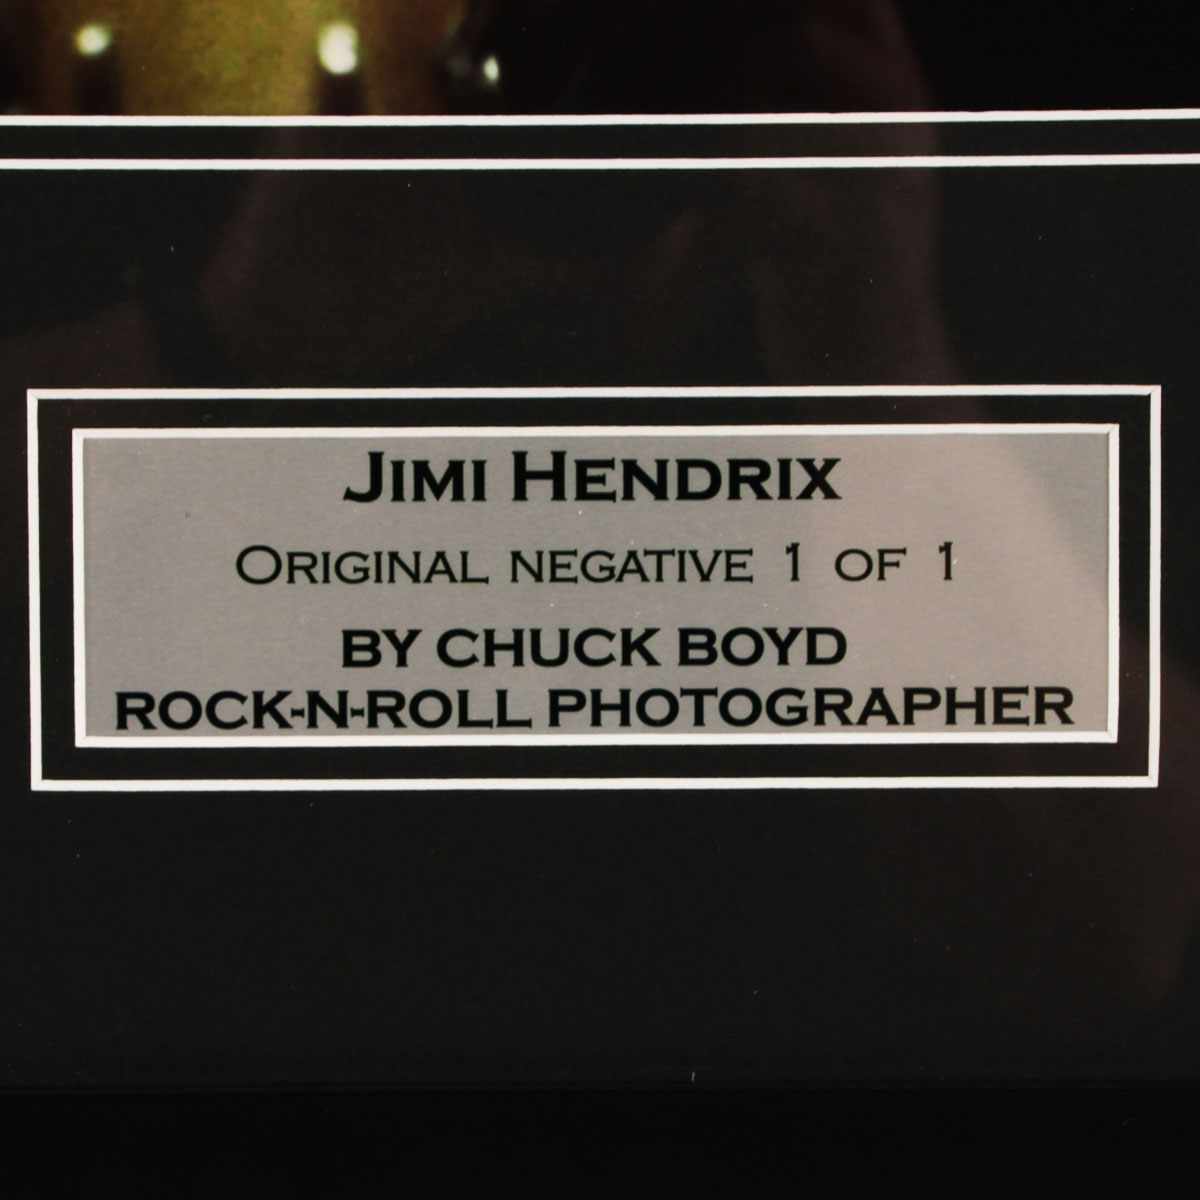 JIMI HENDRIX
ORIGINAL NEGATIVE 1 OF 1
BY CHUCK BOYD
ROCK-N-ROLL PHOTOGRAPHER